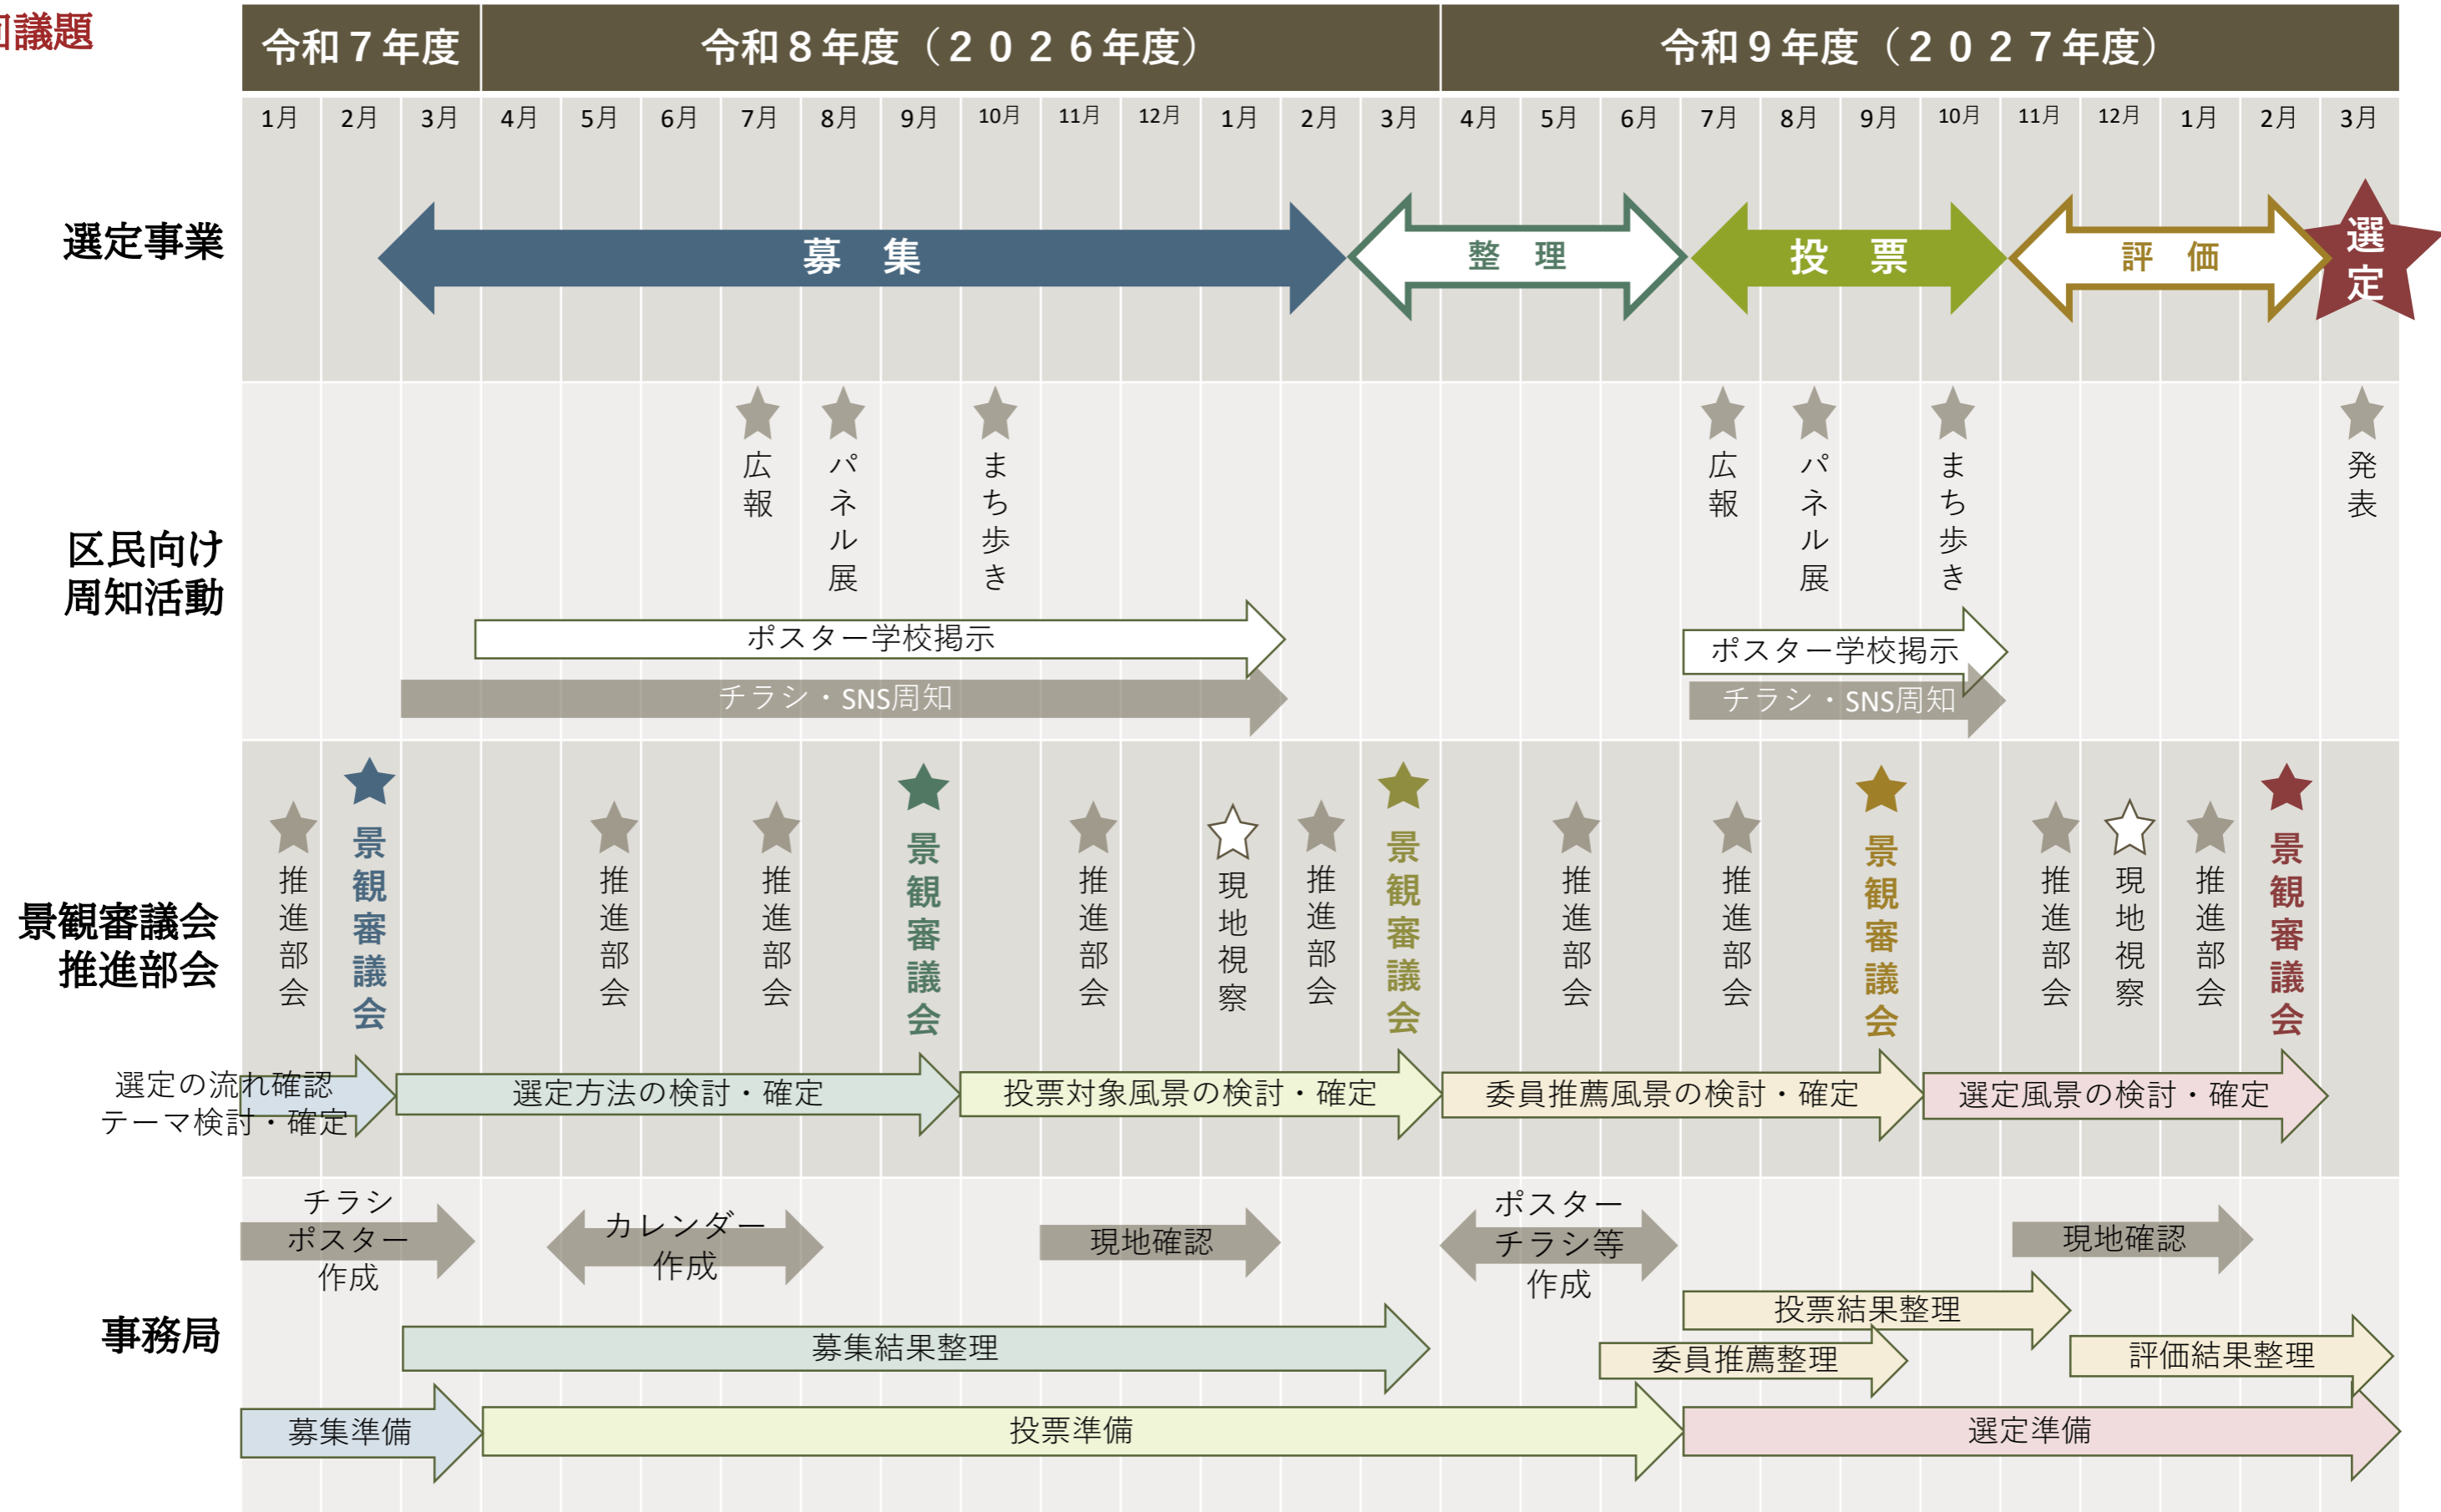 回議題
令和７年度
令和８年度（２０２６年度）
令和９年度（２０２７年度）
1月 2月 3月 4月 5月 6月 7月 8月 9月 10月 11月 12月 1月 2月 3月 4月 5月 6月 7月 8月 9月 10月 11月 12月 1月 2月 3月
選定事業
募　集
整　理
投　票
評　価
選定
区民向け
周知活動
広報
パネル展
まち歩き
広報
パネル展
まち歩き
発表
ポスター学校掲示
ポスター学校掲示
チラシ・SNS周知
チラシ・SNS周知
景観審議会
推進部会
推進部会
景観審議会
推進部会
推進部会
景観審議会
推進部会
現地視察
推進部会
景観審議会
推進部会
推進部会
景観審議会
推進部会
現地視察
推進部会
景観審議会
選定の流れ確認
テーマ検討・確定
選定方法の検討・確定
投票対象風景の検討・確定
委員推薦風景の検討・確定
選定風景の検討・確定
事務局
チラシ
ポスター
作成
カレンダー
作成
現地確認
ポスター
チラシ等
作成
現地確認
投票結果整理
募集結果整理
委員推薦整理
評価結果整理
募集準備
投票準備
選定準備